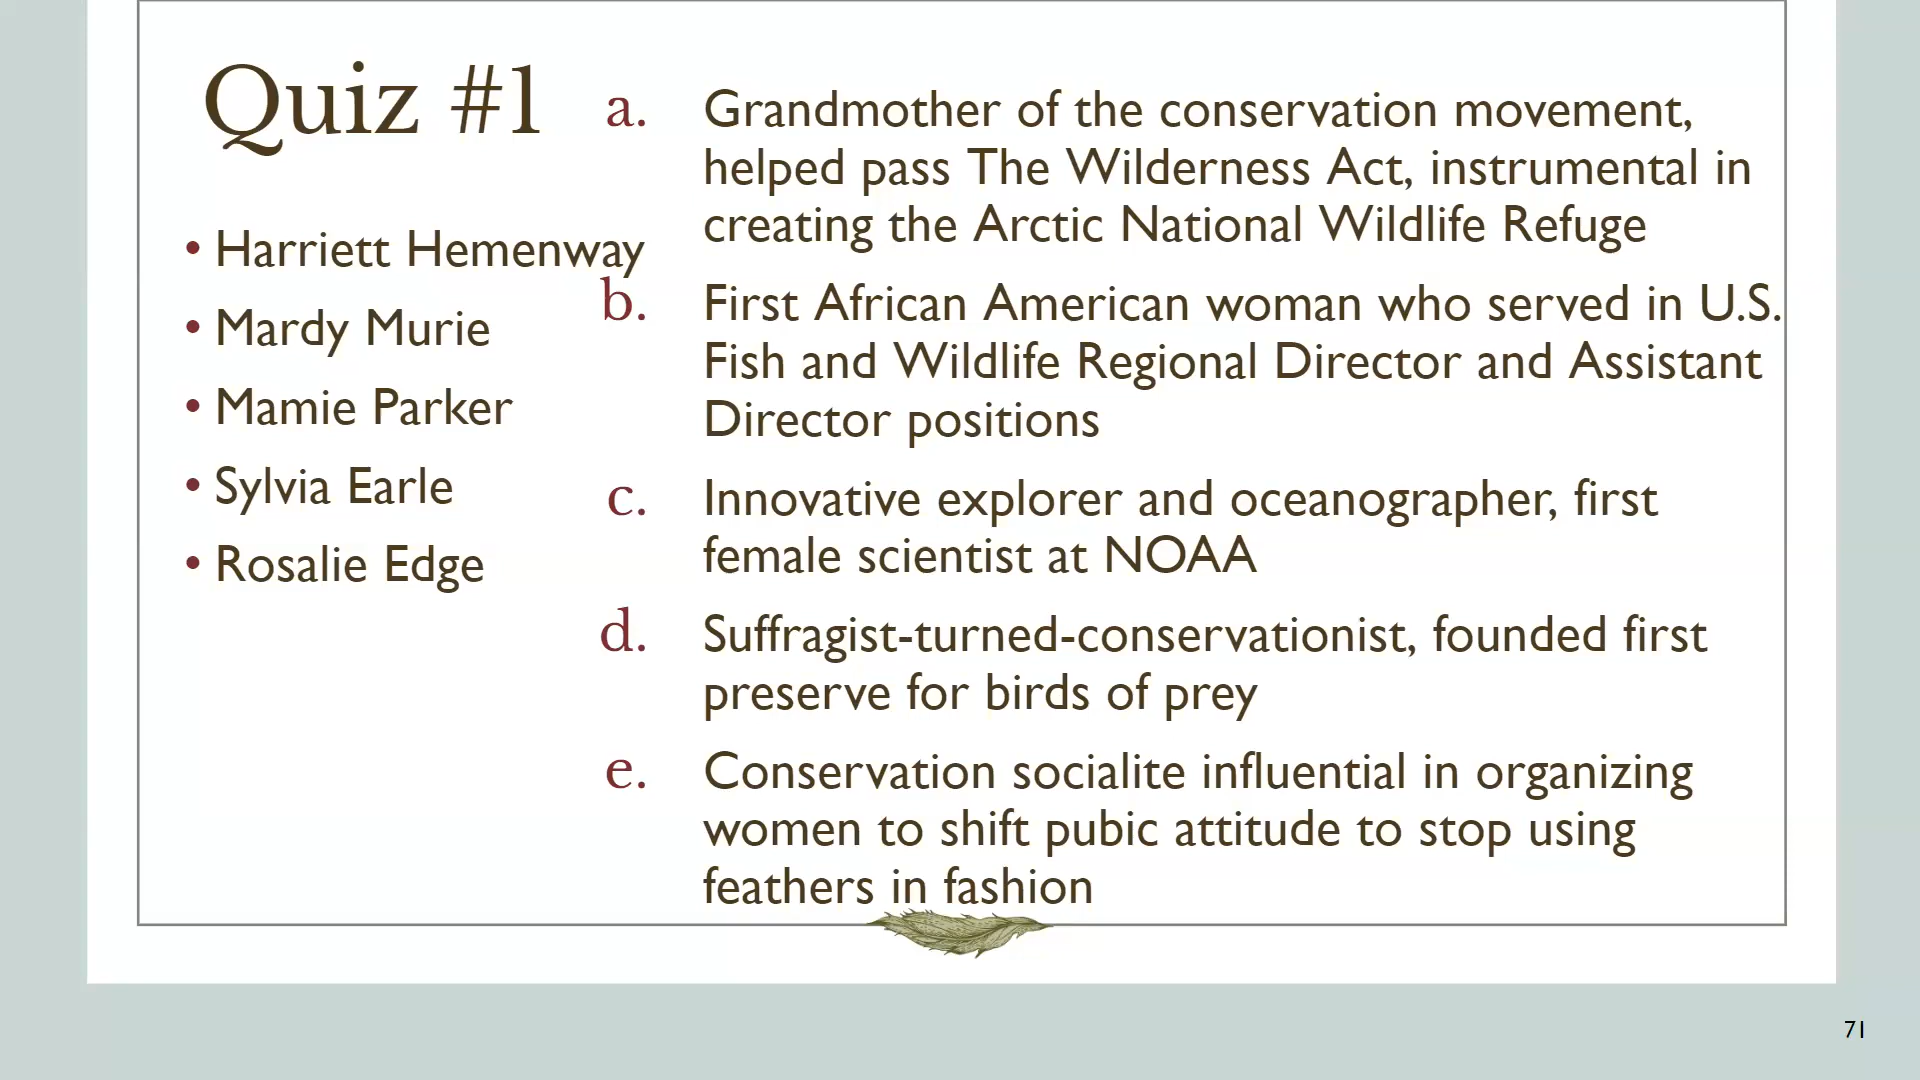 Quiz #1
• Harriett Hemenway
• Mardy Murie
• Mamie Parker
• Sylvia Earle
• Rosalie Edge
a. Grandmother of the conservation movement,
helped pass The Wilderness Act, instrumental in
creating the Arctic National Wildlife Refuge
b. First African American woman who served in U.S.
Fish and Wildlife Regional Director and Assistant
Director positions
c. Innovative explorer and oceanographer, first
female scientist at NOAA
d. Suffragist-turned-conservationist, founded first
preserve for birds of prey
e. Conservation socialite influential in organizing
women to shift pubic attitude to stop using
feathers in fashion
71